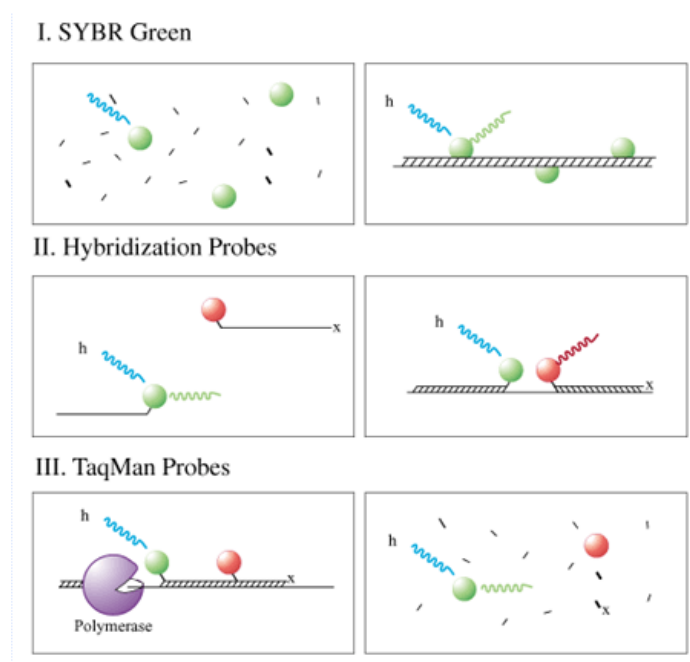 I. SYBR Green
h
II. Hybridization Probes
x
h
h
x
III. TaqMan Probes
h
x
Polymerase
h
x